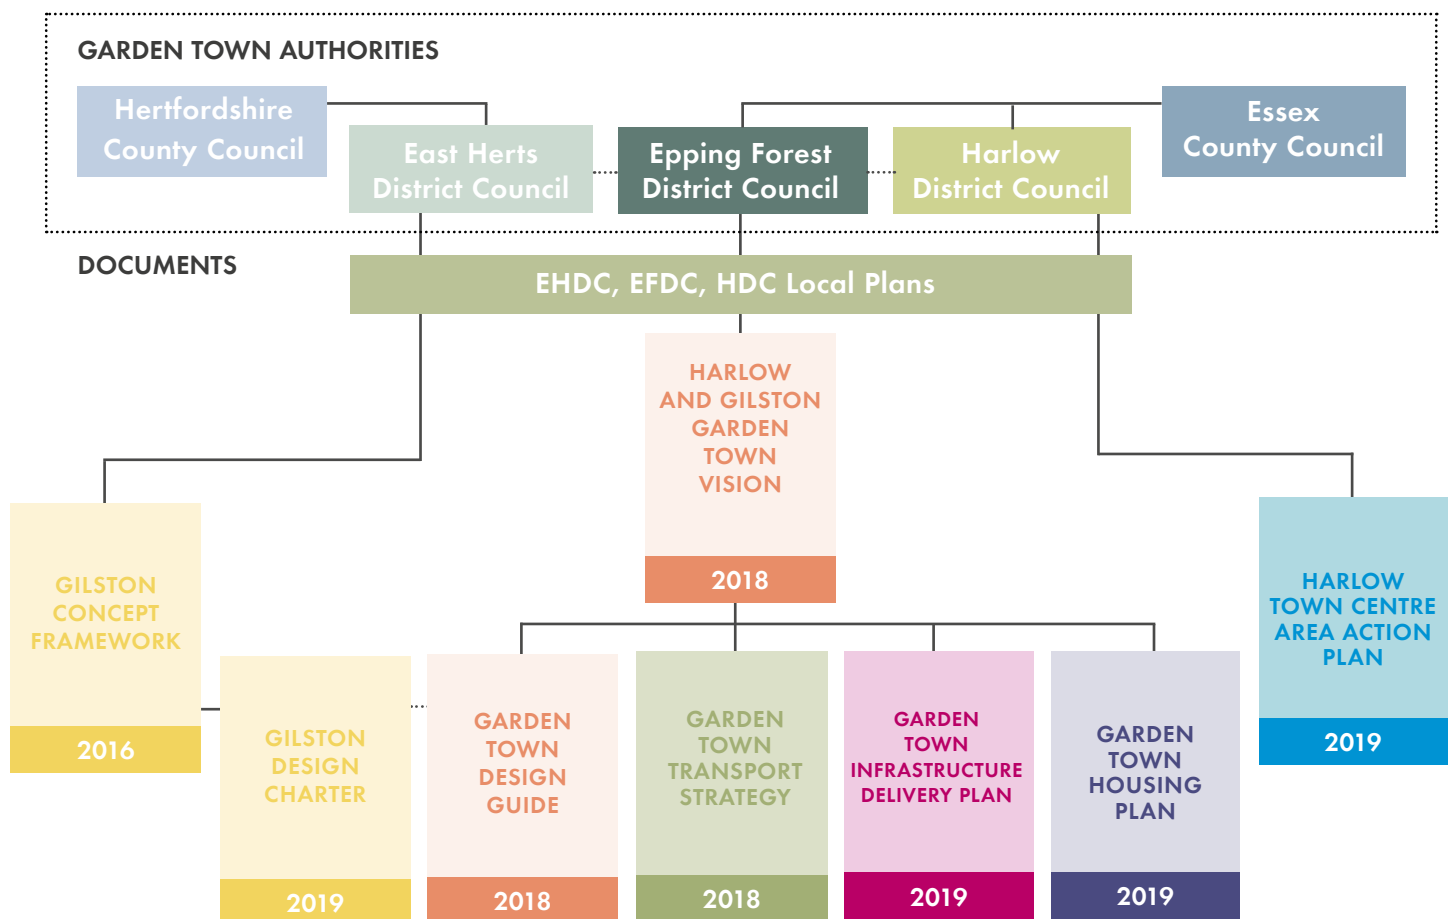 GARDEN TOWN AUTHORITIES
Hertfordshire
County Council
East Herts
District Council
Epping Forest
District Council
Harlow
District Council
Essex
County Council
DOCUMENTS
EHDC, EFDC, HDC Local Plans
HARLOW
AND GILSTON
GARDEN
TOWN
VISION
2018
GILSTON
CONCEPT
FRAMEWORK
2016
GILSTON
DESIGN
CHARTER
2019
GARDEN
TOWN
DESIGN
GUIDE
2018
GARDEN
TOWN
TRANSPORT
STRATEGY
2018
GARDEN
TOWN
INFRASTRUCTURE
DELIVERY PLAN
2019
GARDEN
TOWN
HOUSING
PLAN
2019
HARLOW
TOWN CENTRE
AREA ACTION
PLAN
2019